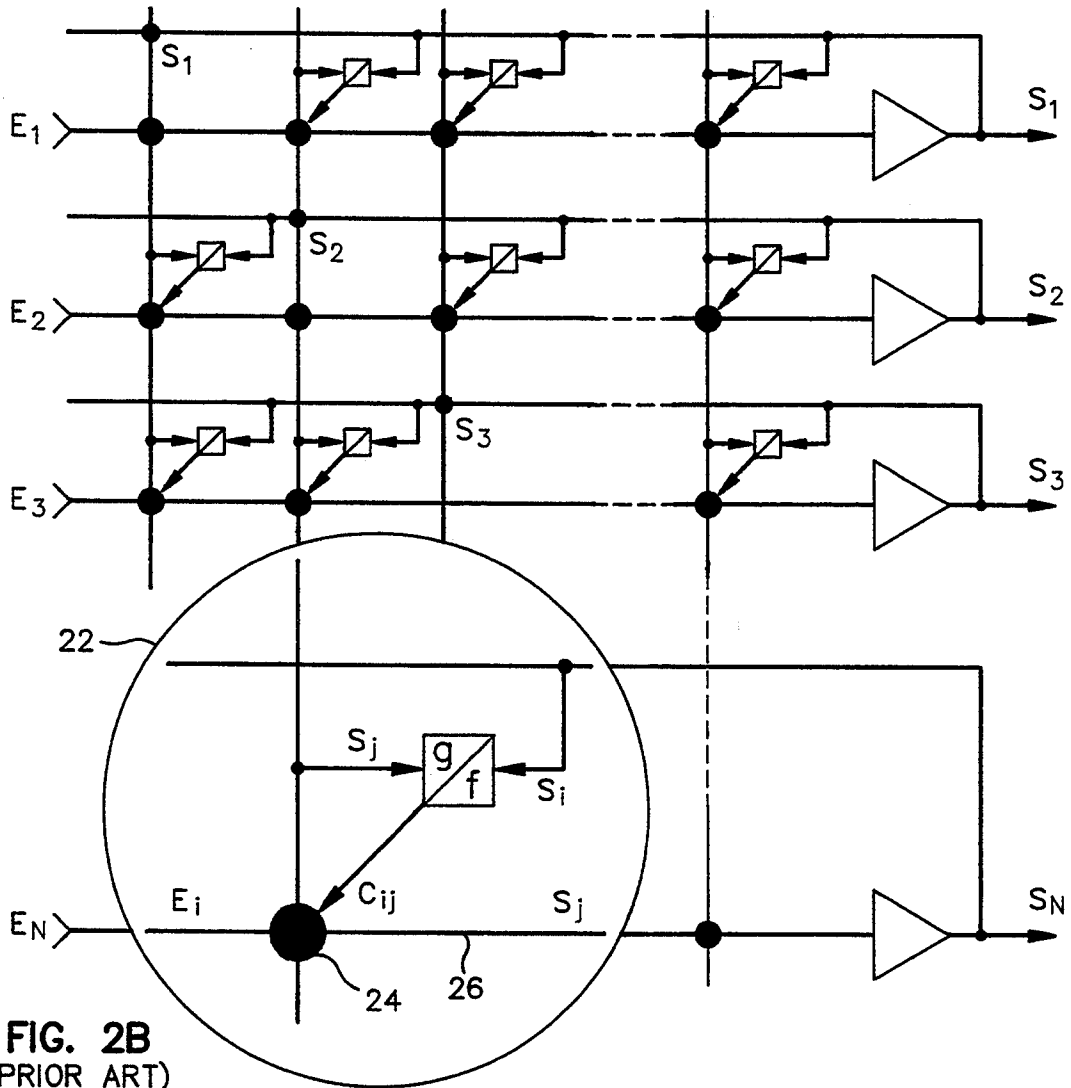 S1
E1
S1
S2
E2
S2
S3
E3
S3
22
g
Sj
f
Si
Cij
Ei
Sj
EN
SN
24
26
FIG. 2B
PRIOR ART)